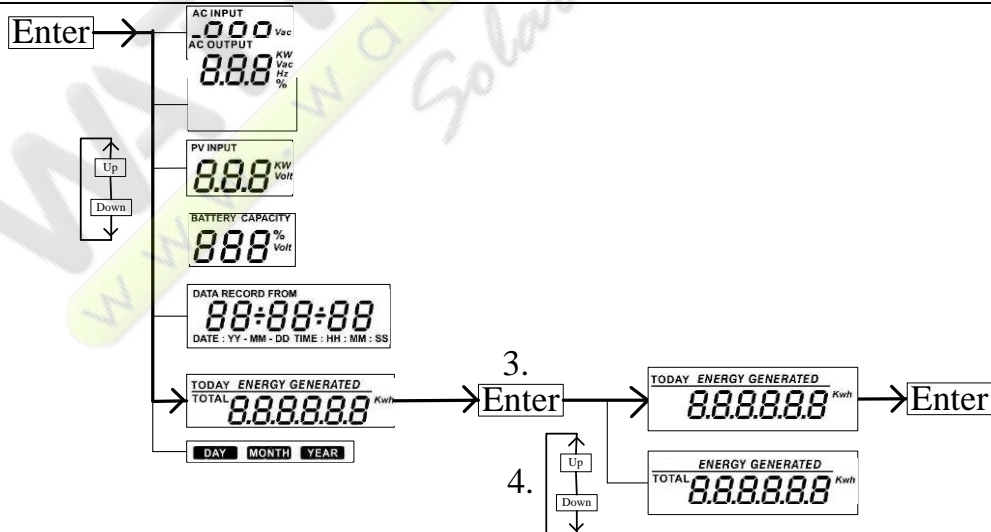 AC INPUT
Enter
_000 Vac
AC OUTPUT
8.8.8 KW Vac Hz %
PV INPUT
8.8.8 KW Volt
Up
Down
BATTERY CAPACITY
888 % Volt
DATA RECORD FROM
88÷88÷88
DATE : YY - MM - DD TIME : HH : MM : SS
TODAY ENERGY GENERATED
TOTAL 8.8.8.8.8.8 Kwh
DAY MONTH YEAR
3.
Enter
TODAY ENERGY GENERATED
8.8.8.8.8.8 Kwh
Enter
4.
Up
Down
ENERGY GENERATED
TOTAL 8.8.8.8.8.8 Kwh
WAT
www
Sola